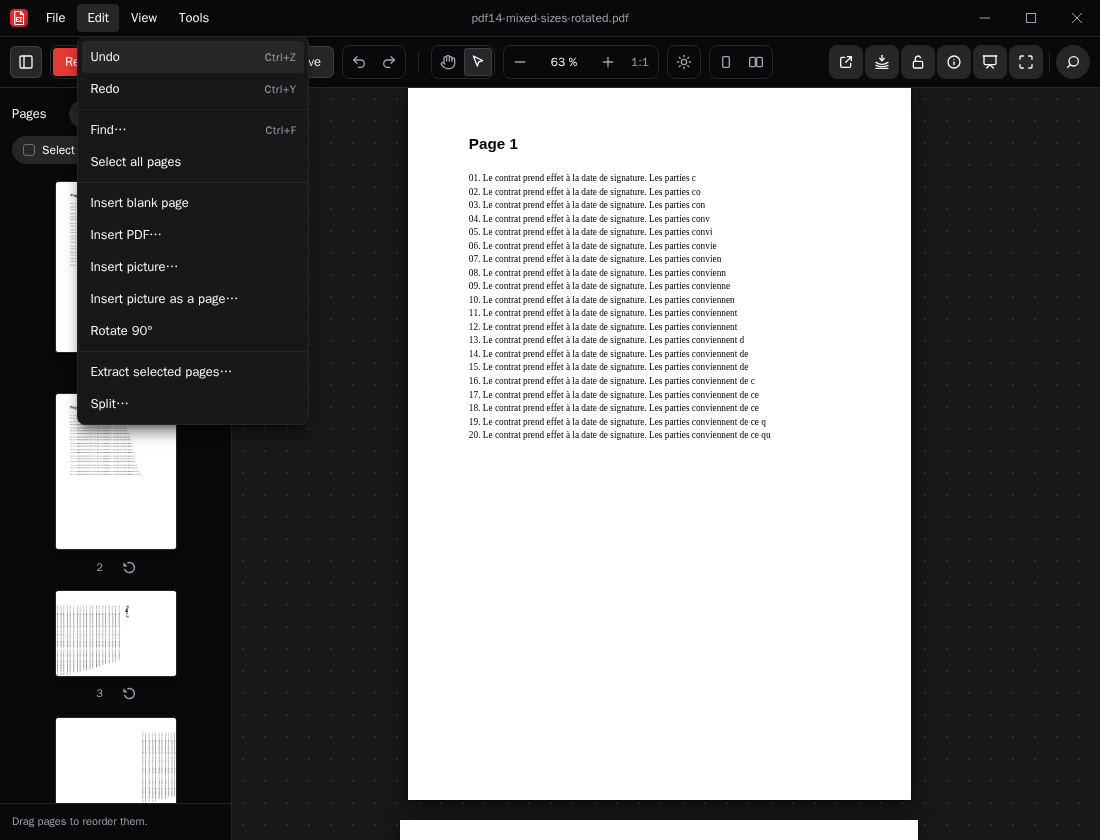 File Edit View Tools
pdf14-mixed-sizes-rotated.pdf
Undo Ctrl+Z
Redo Ctrl+Y
Find··· Ctrl+F
Select all pages
Insert blank page
Insert PDF···
Insert picture···
Insert picture as a page···
Rotate 90°
Extract selected pages···
Split···
63 % 1:1
Pages
Select
2
3
Drag pages to reorder them.
Page 1
01. Le contrat prend effet à la date de signature. Les parties c
02. Le contrat prend effet à la date de signature. Les parties co
03. Le contrat prend effet à la date de signature. Les parties con
04. Le contrat prend effet à la date de signature. Les parties conv
05. Le contrat prend effet à la date de signature. Les parties convi
06. Le contrat prend effet à la date de signature. Les parties convie
07. Le contrat prend effet à la date de signature. Les parties convien
08. Le contrat prend effet à la date de signature. Les parties convienn
09. Le contrat prend effet à la date de signature. Les parties convienne
10. Le contrat prend effet à la date de signature. Les parties conviennen
11. Le contrat prend effet à la date de signature. Les parties conviennent
12. Le contrat prend effet à la date de signature. Les parties conviennent
13. Le contrat prend effet à la date de signature. Les parties conviennent d
14. Le contrat prend effet à la date de signature. Les parties conviennent de
15. Le contrat prend effet à la date de signature. Les parties conviennent de
16. Le contrat prend effet à la date de signature. Les parties conviennent de c
17. Le contrat prend effet à la date de signature. Les parties conviennent de ce
18. Le contrat prend effet à la date de signature. Les parties conviennent de ce
19. Le contrat prend effet à la date de signature. Les parties conviennent de ce q
20. Le contrat prend effet à la date de signature. Les parties conviennent de ce qu